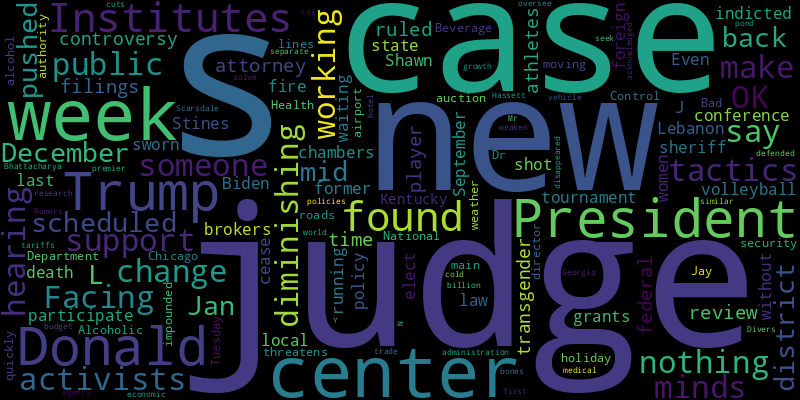 cuts
Institutes
tax
S
case
indicted
oversee
alcohol
pushed
authority
controversy
lines
working
ruled
Beverage
athletes
foreign
back
pond
public
separate
attorney
state
Shawn
moving
Even
seek
acknowledged
make
filings
solve
fire
waiting
airport
growth
Hassett
week
Scarsdale
Health
hotel
auction
vehicle
Control
J
Bad
OK
Stines
new
Mr
weaken
conference
December
sworn
chambers
player
September
Dr
shot
disappeared
Lebanon
sheriff
say
defended
Bhattacharya
premier
someone
diminishing
mid
women
tactics
last
Biden
former
Kentucky
tournament
volleyball
hearing
research
Trump
policies
weather
similar
Romero
scheduled
brokers
found
President
roads
world
support
cease
time
National
director
security
tariffs
Department
Chicago
running
policy
main
transgender
without
death
L
change
elect
cold
Georgia
Jay
billion
federal
district
Facing
Jan
judge
law
grants
review
participate
impounded
local
Y
N
Divers
budget
Alcoholic
Tuesday
threatens
trade
administration
holiday
nothing
quickly
Donald
center
medical
activists
bones
minds
agency
economic
first